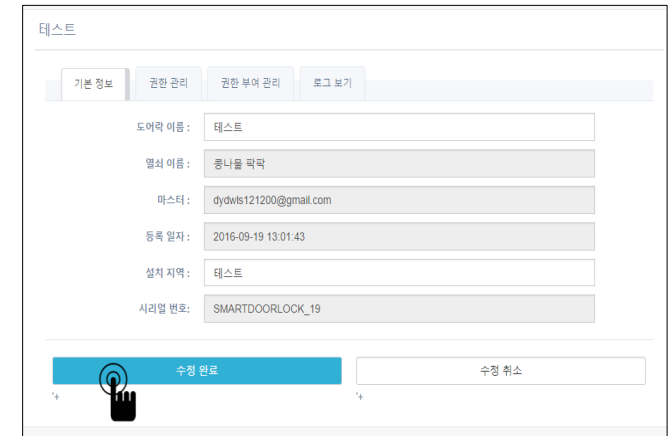 테스트
기본 정보 권한 관리 권한 부여 관리 로그 보기
도어락 이름 : 테스트
열쇠 이름 : 콩나물 팍팍
마스터 : dydwls121200@gmail.com
등록 일자 : 2016-09-19 13:01:43
설치 지역 : 테스트
시리얼 번호: SMARTDOORLOCK_19
수정 완료 수정 취소
'+ '+